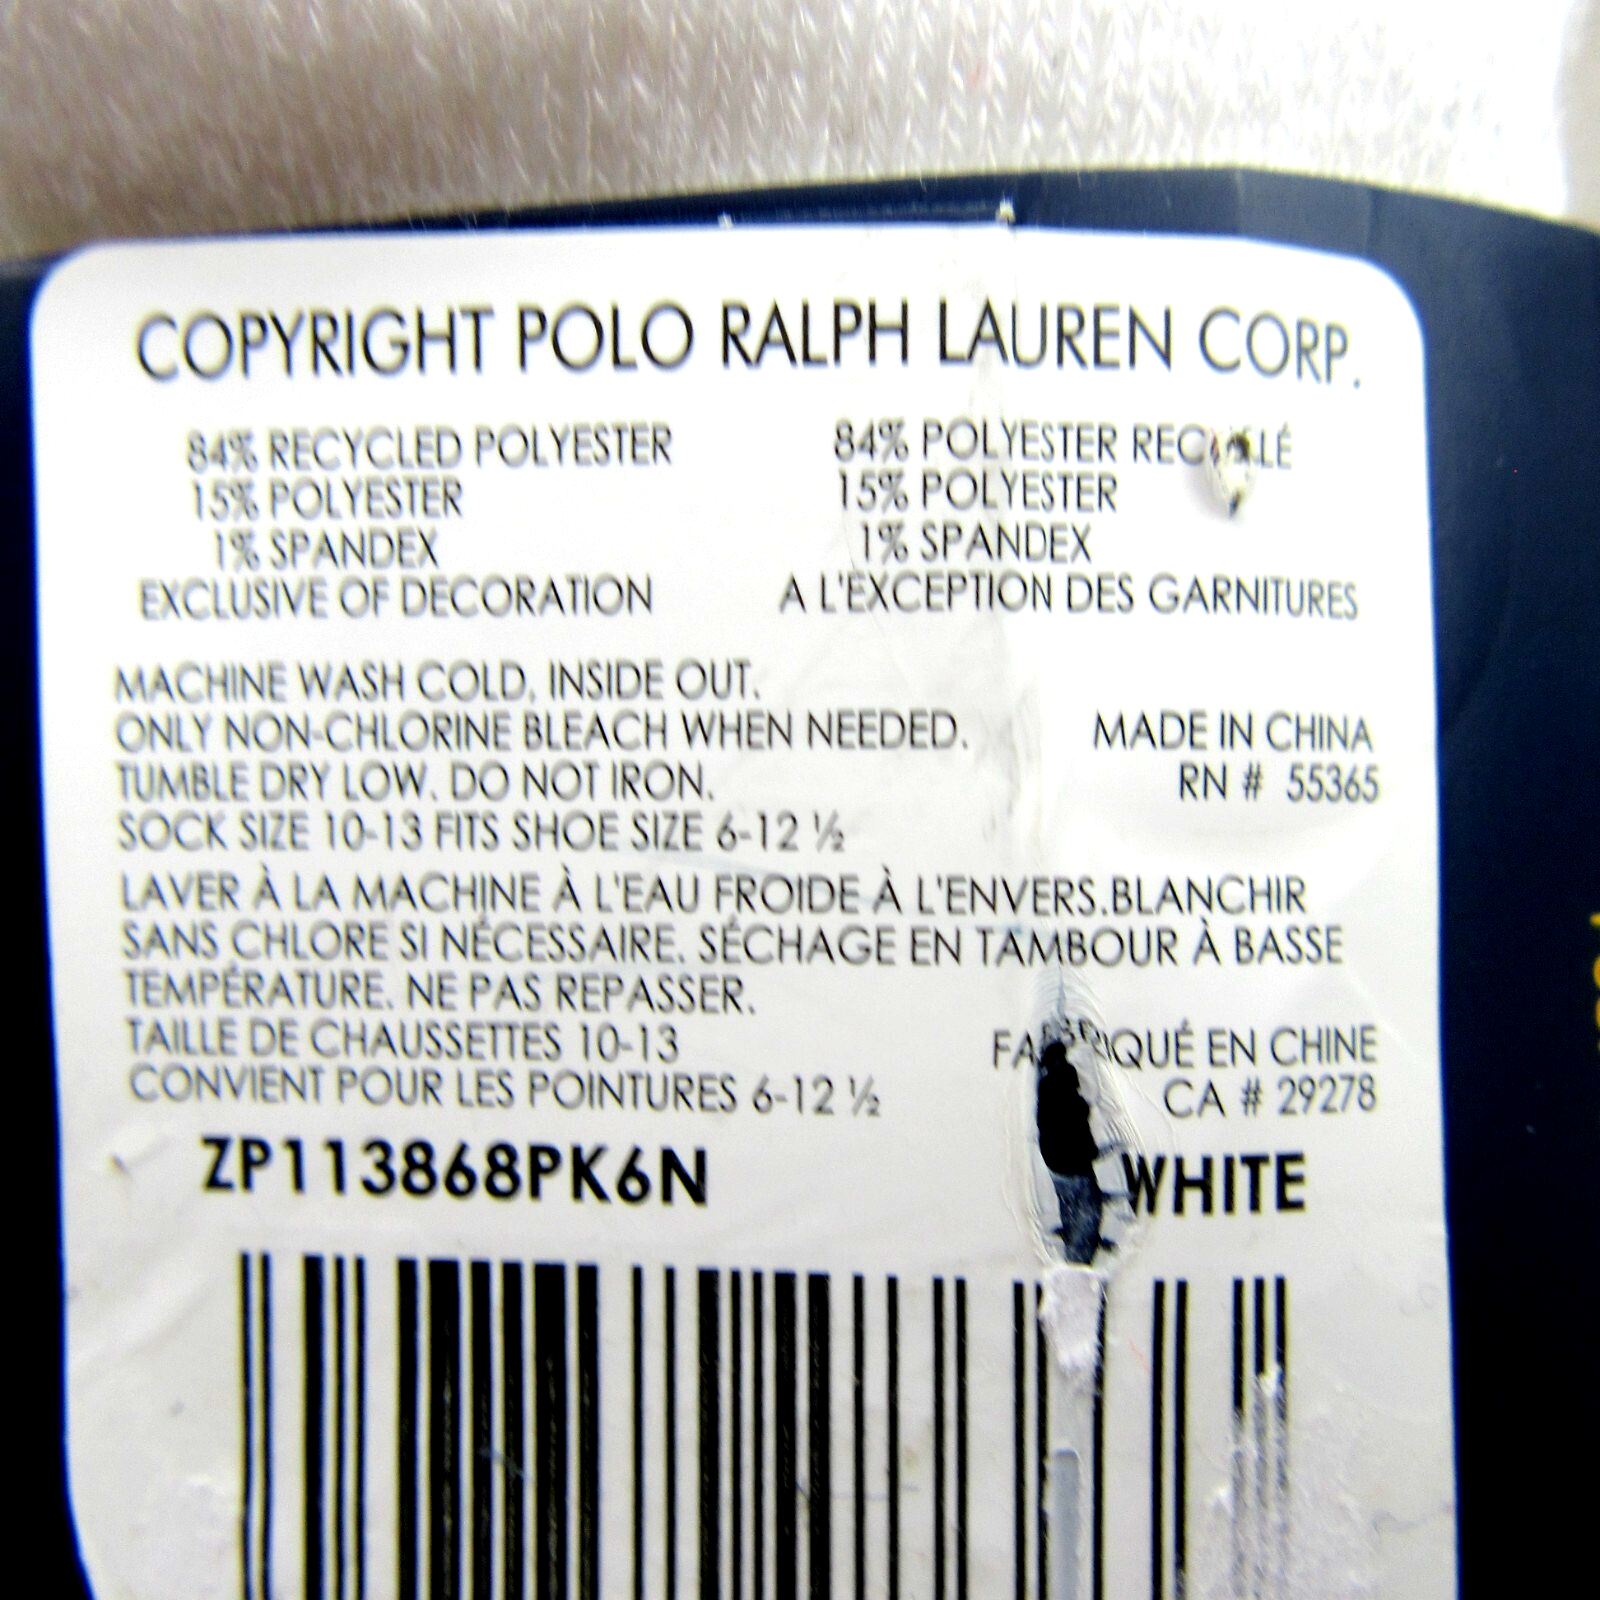 COPYRIGHT POLO RALPH LAUREN CORP.
84% RECYCLED POLYESTER
15% POLYESTER
1% SPANDEX
EXCLUSIVE OF DECORATION
84% POLYESTER
15% POLYESTER
1% SPANDEX
A L'EXCEPTION DES GARNITURES
MACHINE WASH COLD, INSIDE OUT.
ONLY NON-CHLORINE BLEACH WHEN NEEDED.
TUMBLE DRY LOW. DO NOT IRON.
SOCK SIZE 10-13 FITS SHOE SIZE 6-12 ½
MADE IN CHINA
RN # 55365
LAVER À LA MACHINE À L'EAU FROIDE À L'ENVERS.BLANCHIR
SANS CHLORE SI NÉCESSAIRE. SÉCHAGE EN TAMBOUR À BASSE
TEMPÉRATURE. NE PAS REPASSER.
TAILLE DE CHAUSSETTES 10-13
CONVIENT POUR LES POINTURES 6-12 ½
EN CHINE
CA # 29278
ZP113868PK6N
WHITE